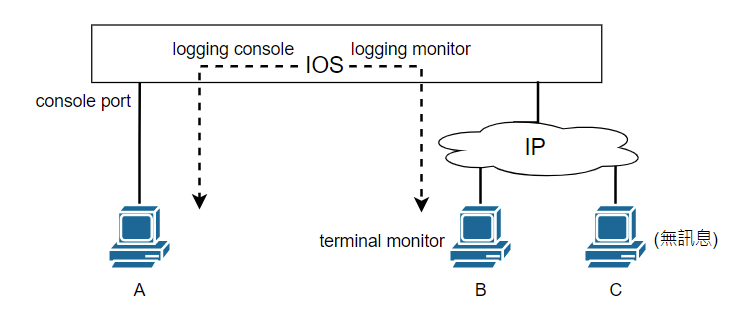 logging console
IOS
logging monitor
console port
IP
terminal monitor
(無訊息)
A
B
C